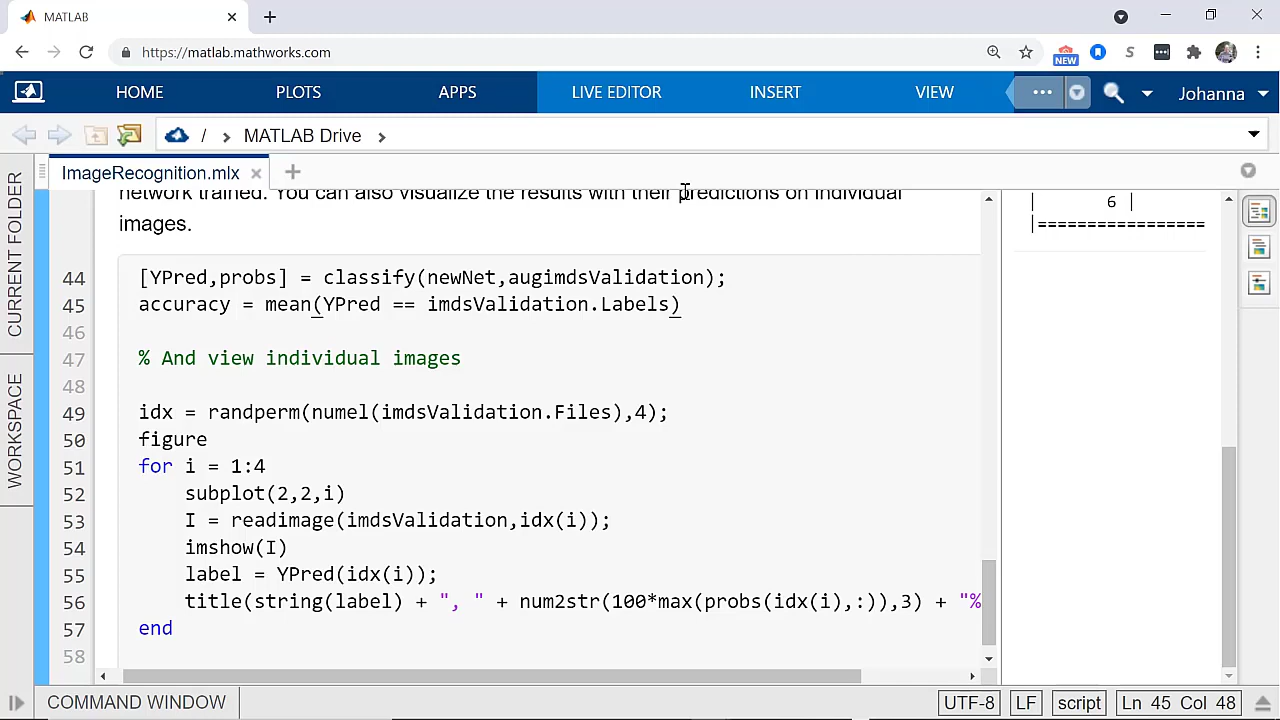 MATLAB
https://matlab.mathworks.com
NEW
S
HOME PLOTS APPS LIVE EDITOR INSERT VIEW ... Johanna
/ MATLAB Drive
ImageRecognition.mlx
CURRENT FOLDER
WORKSPACE
network trained. You can also visualize the results with their predictions on individual
images.
44 [YPred,probs] = classify(newNet,augimdsValidation);
45 accuracy = mean(YPred == imdsValidation.Labels)
46
47 % And view individual images
48
49 idx = randperm(numel(imdsValidation.Files),4);
50 figure
51 for i = 1:4
52 subplot(2,2,i)
53 I = readimage(imdsValidation,idx(i));
54 imshow(I)
55 label = YPred(idx(i));
56 title(string(label) + ", " + num2str(100*max(probs(idx(i),:)),3) + "%
57 end
58
| 6 |
|=================
COMMAND WINDOW
UTF-8 LF script Ln 45 Col 48